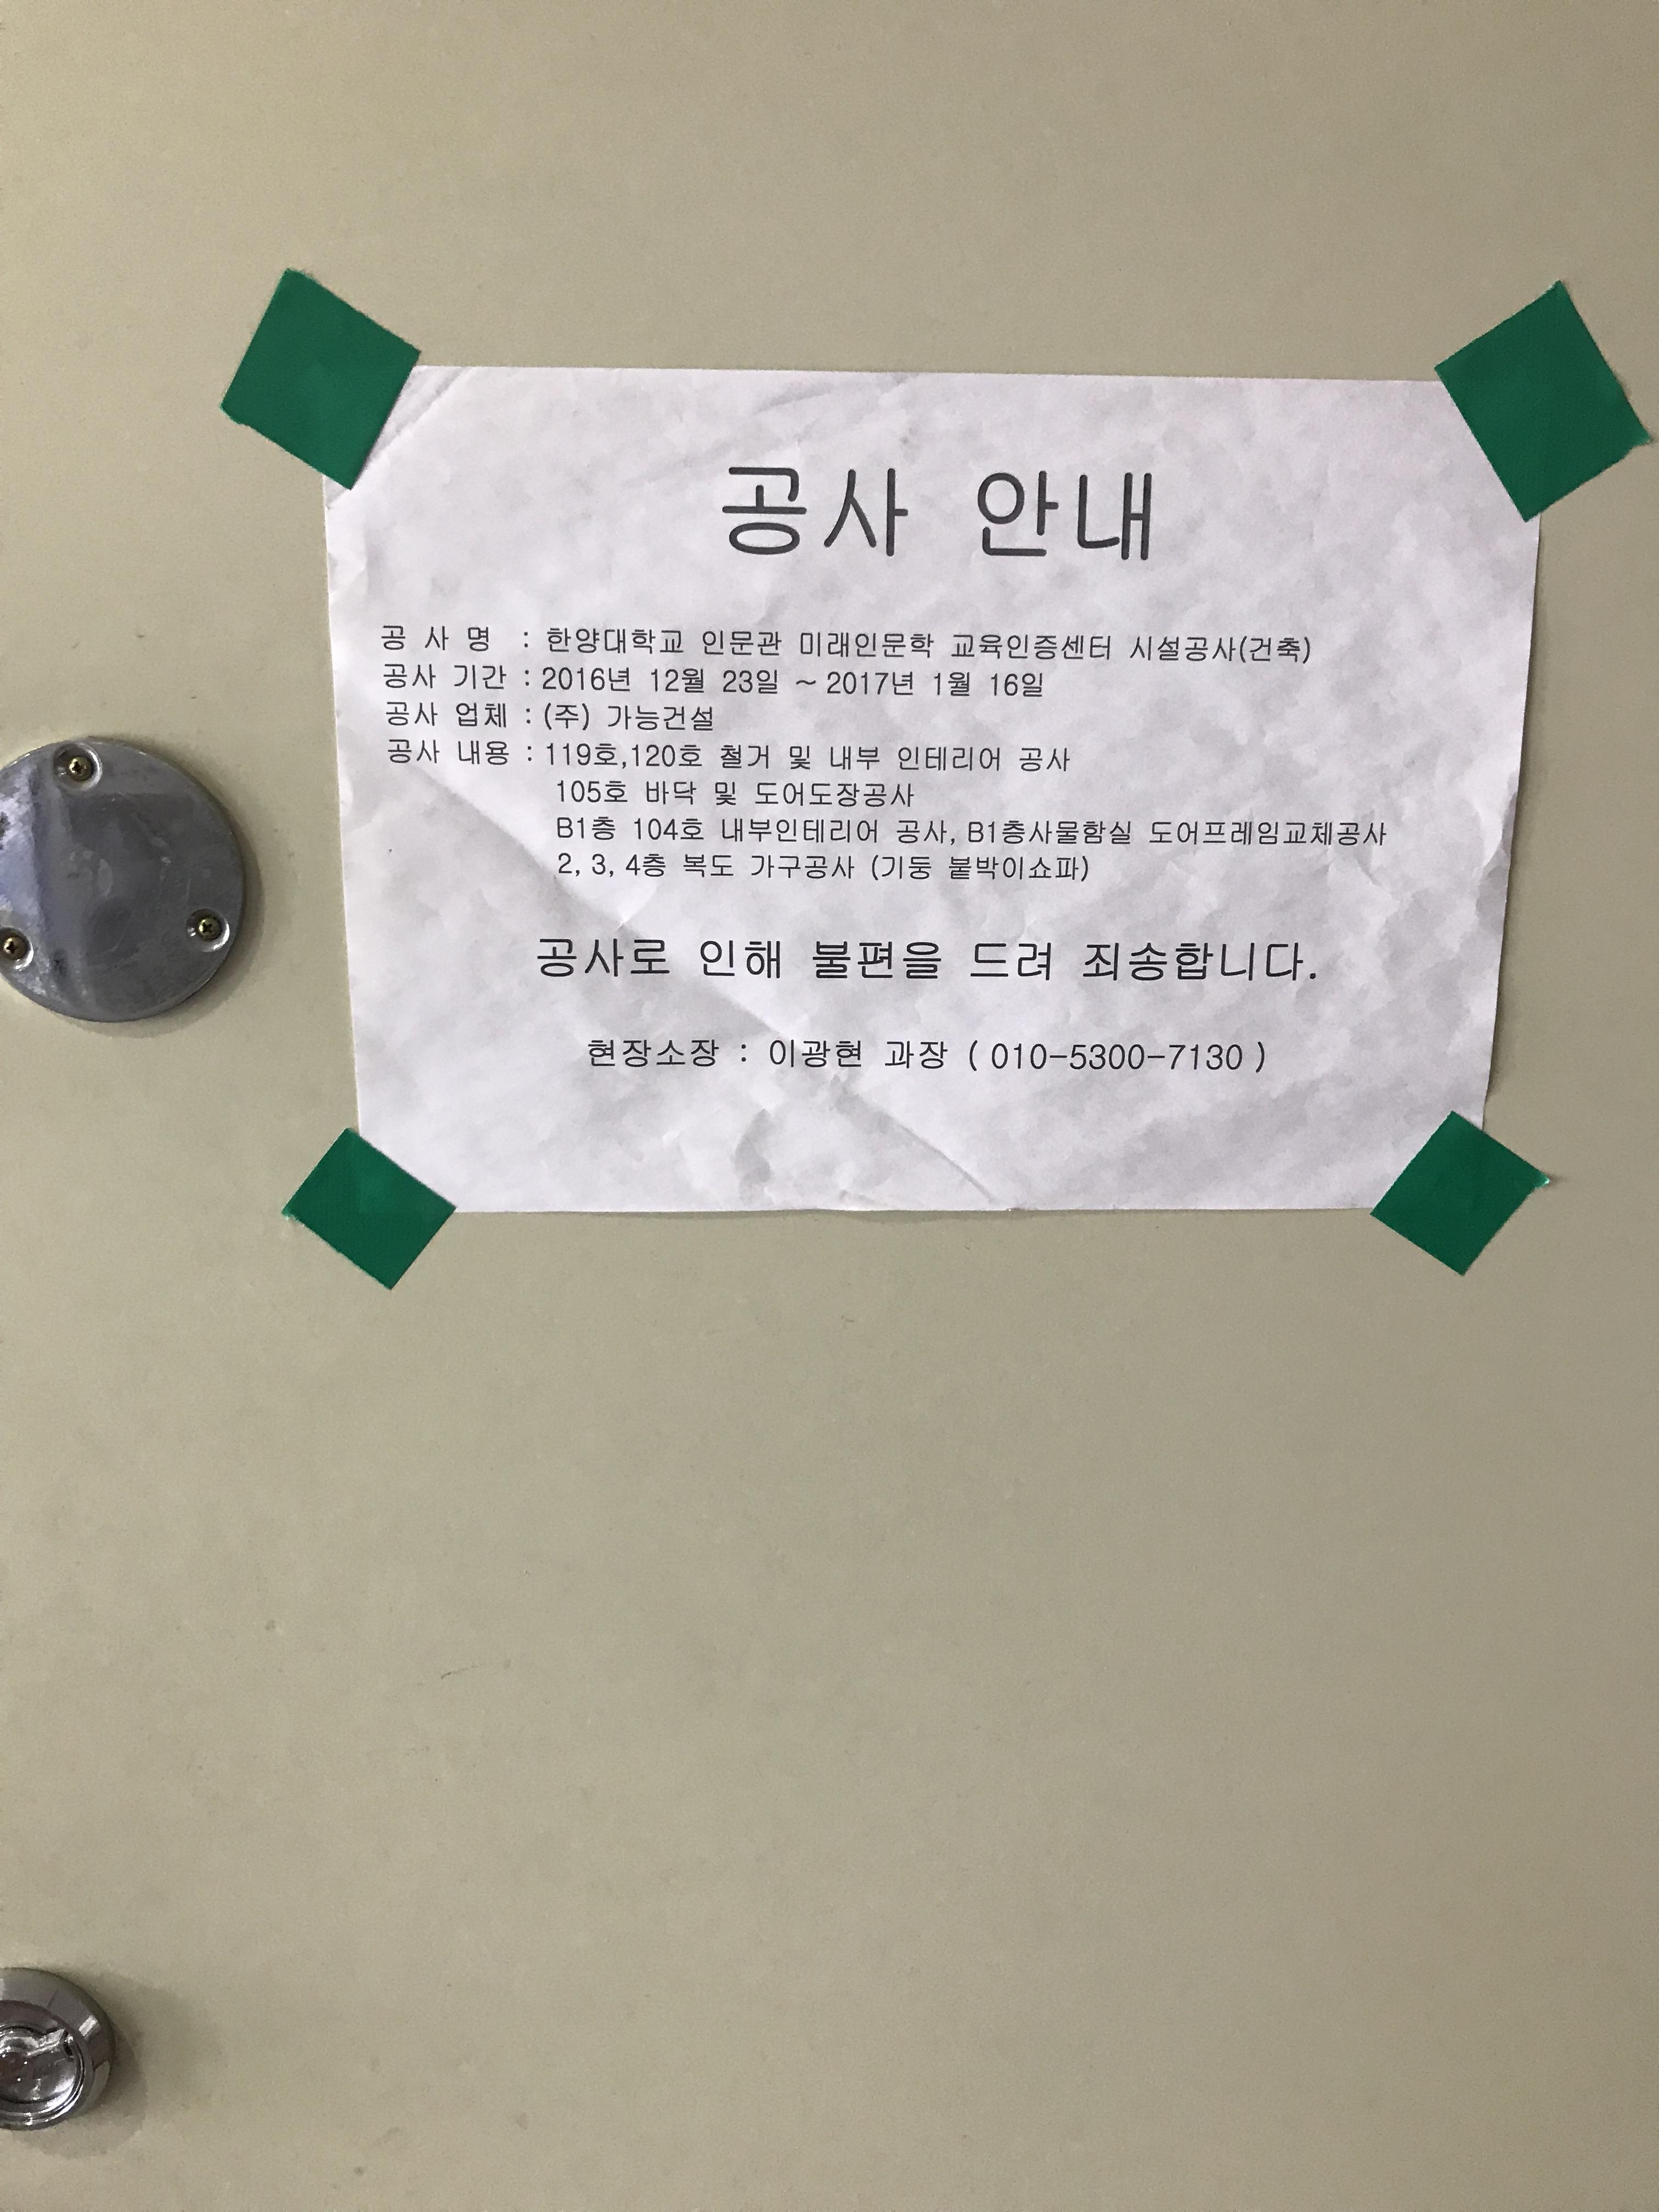 공사 안내
공 사 명 : 한양대학교 인문관 미래인문학 교육인증센터 시설공사(건축)
공사 기간 : 2016년 12월 23일 ~ 2017년 1월 16일
공사 업체 : (주) 가능건설
공사 내용 : 119호,120호 철거 및 내부 인테리어 공사
105호 바닥 및 도어도장공사
B1층 104호 내부인테리어 공사, B1층사물함실 도어프레임교체공사
2, 3, 4층 복도 가구공사 (기둥 붙박이쇼파)
공사로 인해 불편을 드려 죄송합니다.
현장소장 : 이광현 과장 ( 010-5300-7130 )